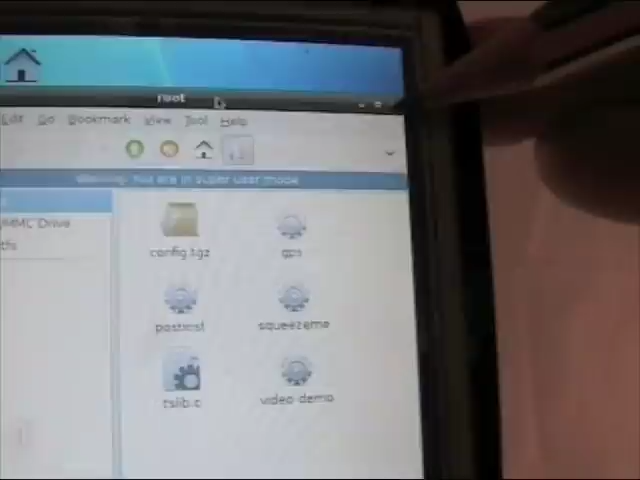 root
Edit Go Bookmark View Tool Help
Warning: You are in super user mode
/MMC Drive
config.tgz
gps
postinst
squeezeme
tslib.c
video demo